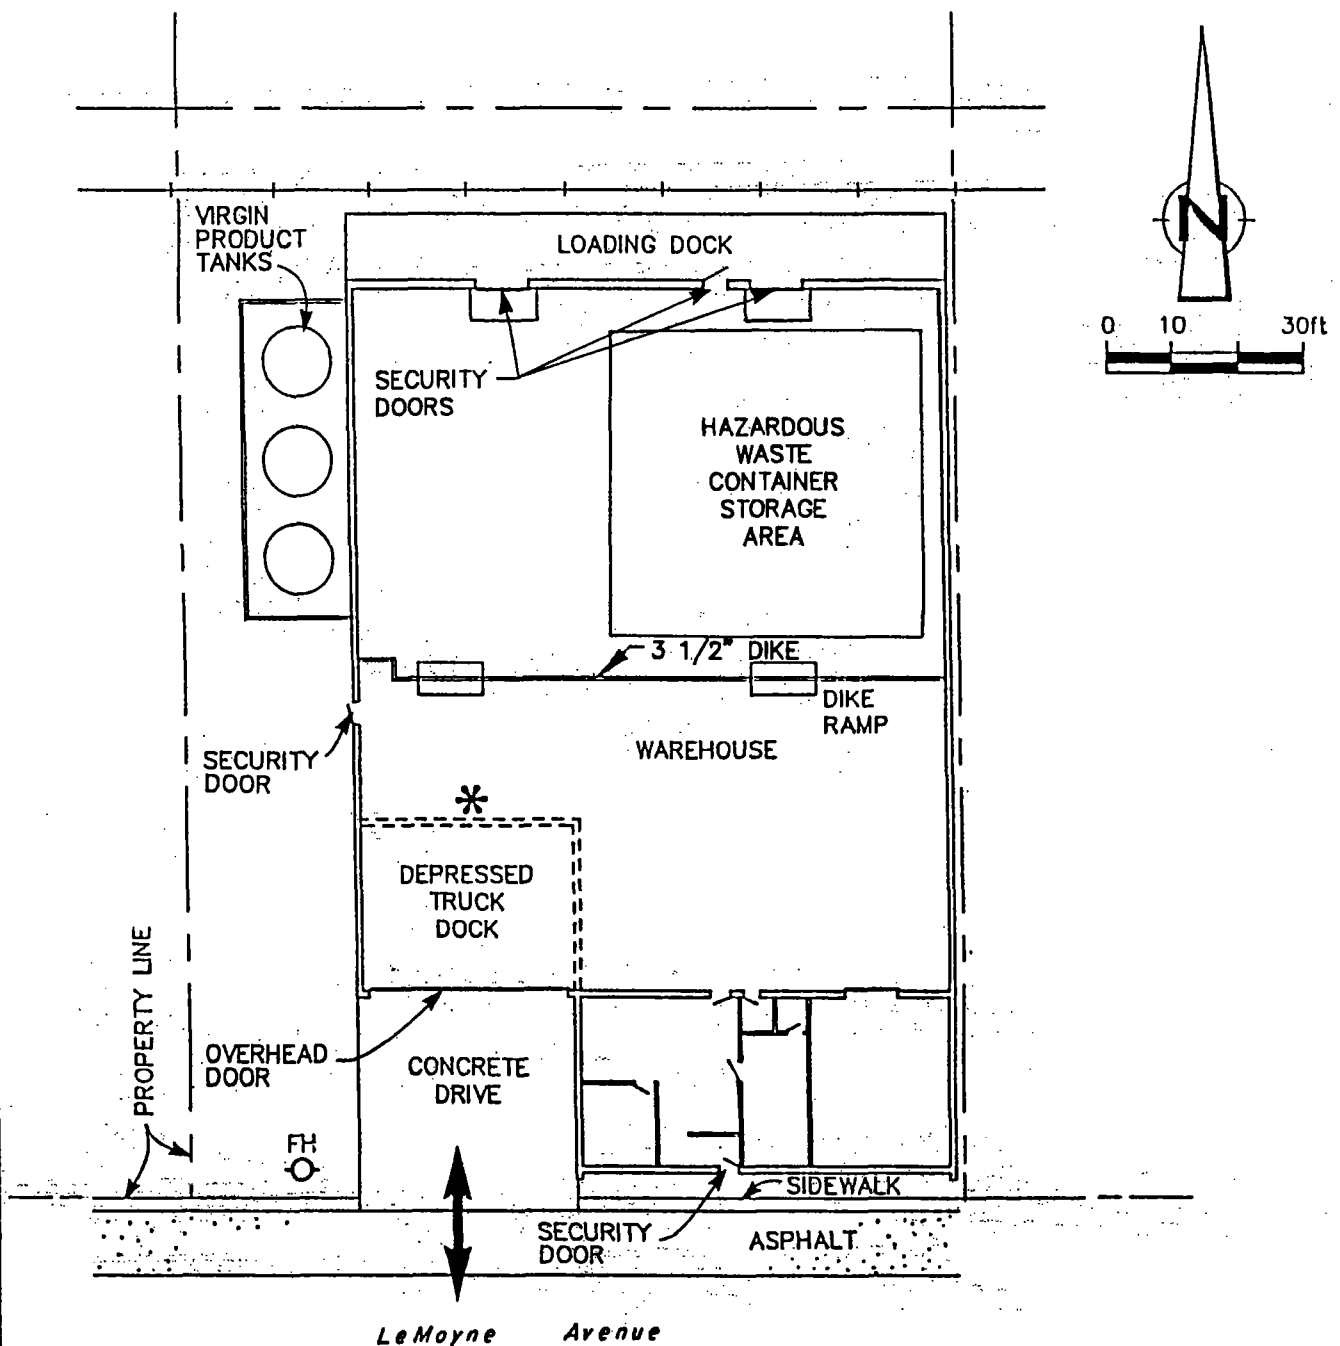 VIRGIN
PRODUCT
TANKS
LOADING DOCK
N
0 10 30ft
SECURITY
DOORS
HAZARDOUS
WASTE
CONTAINER
STORAGE
AREA
3 1/2" DIKE
DIKE
RAMP
SECURITY
DOOR
WAREHOUSE
*
DEPRESSED
TRUCK
DOCK
PROPERTY LINE
OVERHEAD
DOOR
CONCRETE
DRIVE
FH
SIDEWALK
SECURITY
DOOR
ASPHALT
LeMoyne Avenue